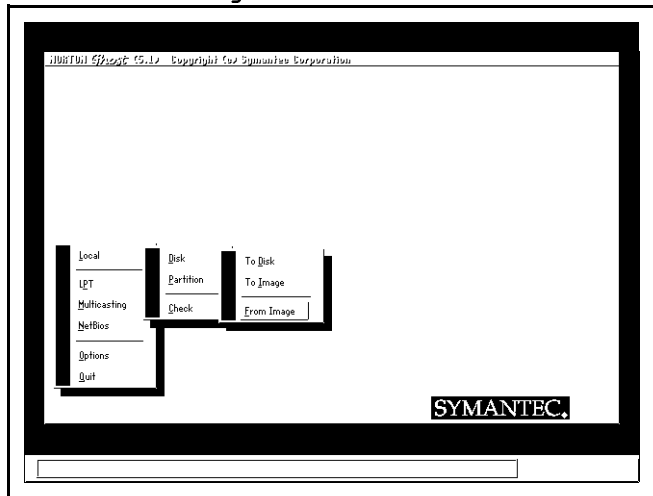 NORTON Ghost (5.1) Copyright (c) Symantec Corporation
Local
LPT
Multicasting
NetBios
Options
Quit
Disk
Partition
Check
To Disk
To Image
From Image
SYMANTEC.